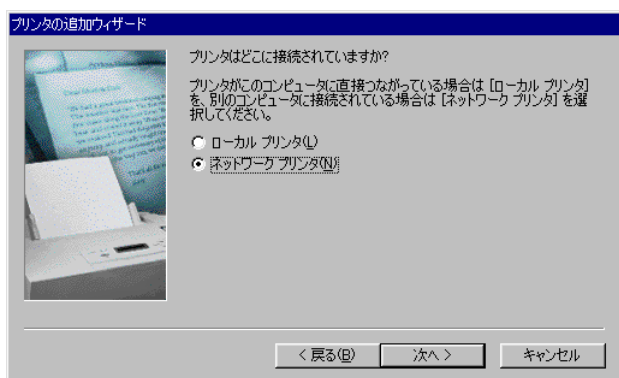 プリンタの追加ウィザード
プリンタはどこに接続されていますか?
プリンタがこのコンピュータに直接つながっている場合は [ローカル プリンタ]
を、別のコンピュータに接続されている場合は [ネットワーク プリンタ] を選
択してください。
ローカル プリンタ(L)
ネットワーク プリンタ(N)
< 戻る(B)
次へ >
キャンセル